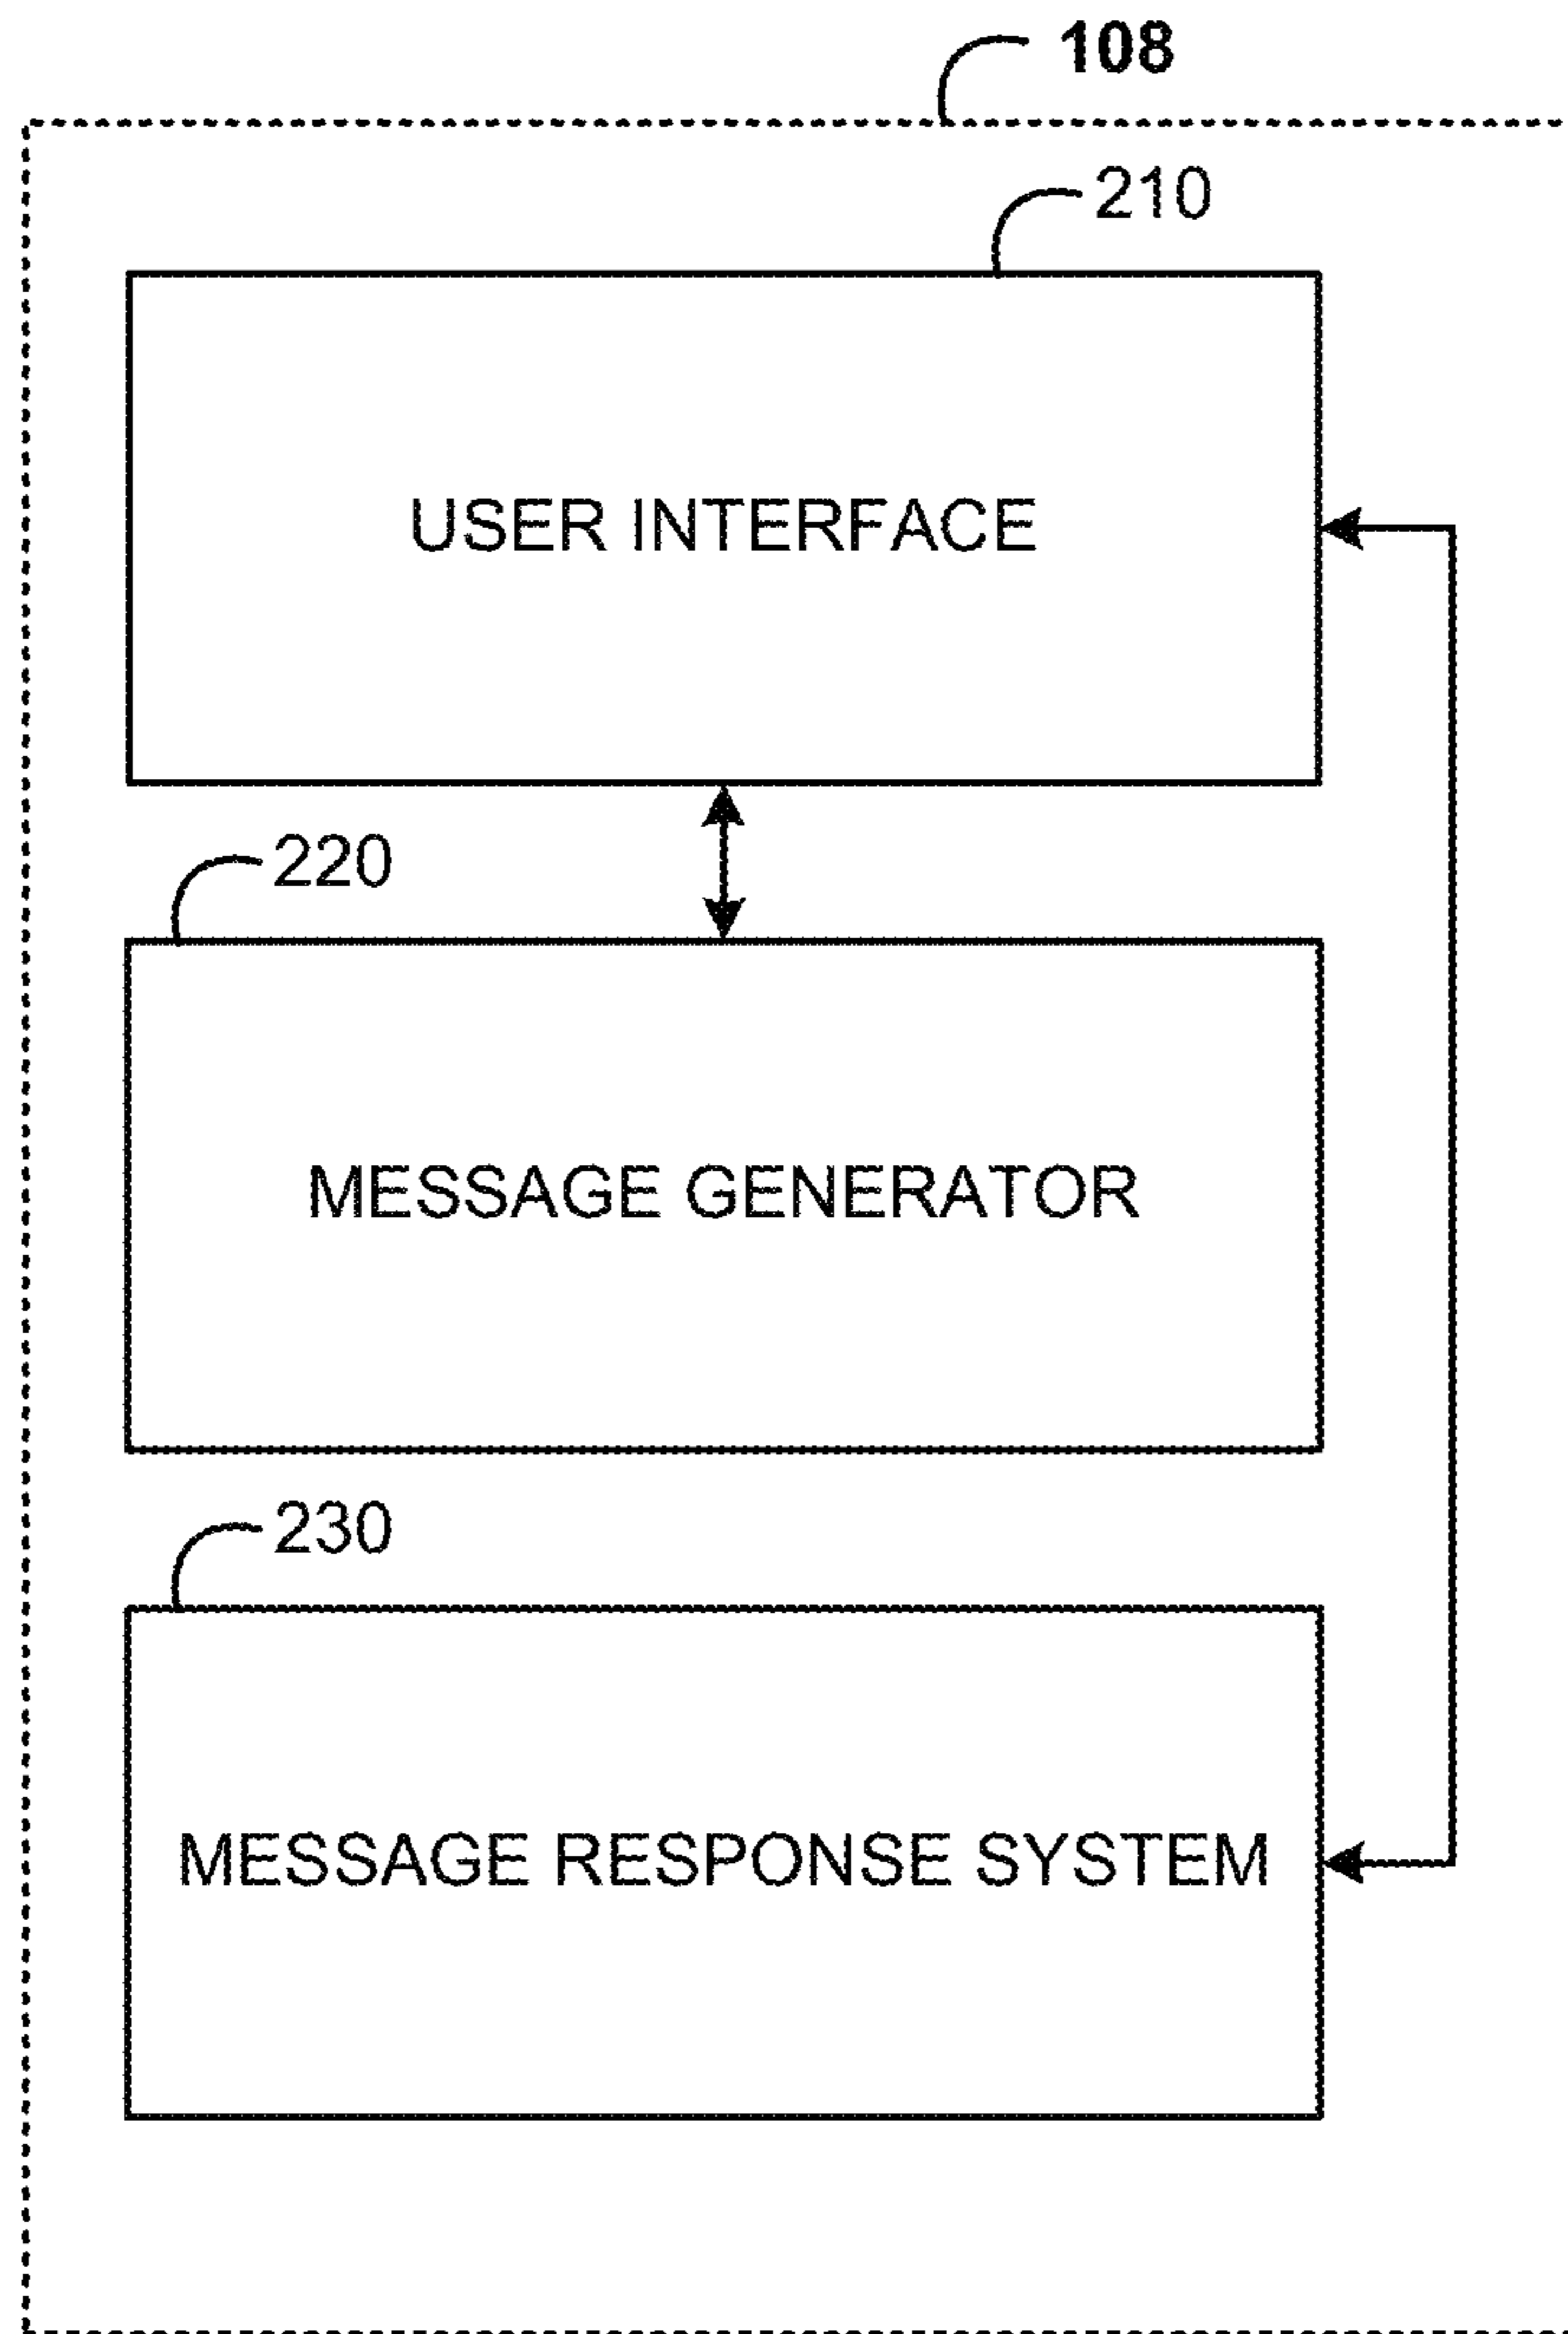 108
210
USER INTERFACE
220
MESSAGE GENERATOR
230
MESSAGE RESPONSE SYSTEM